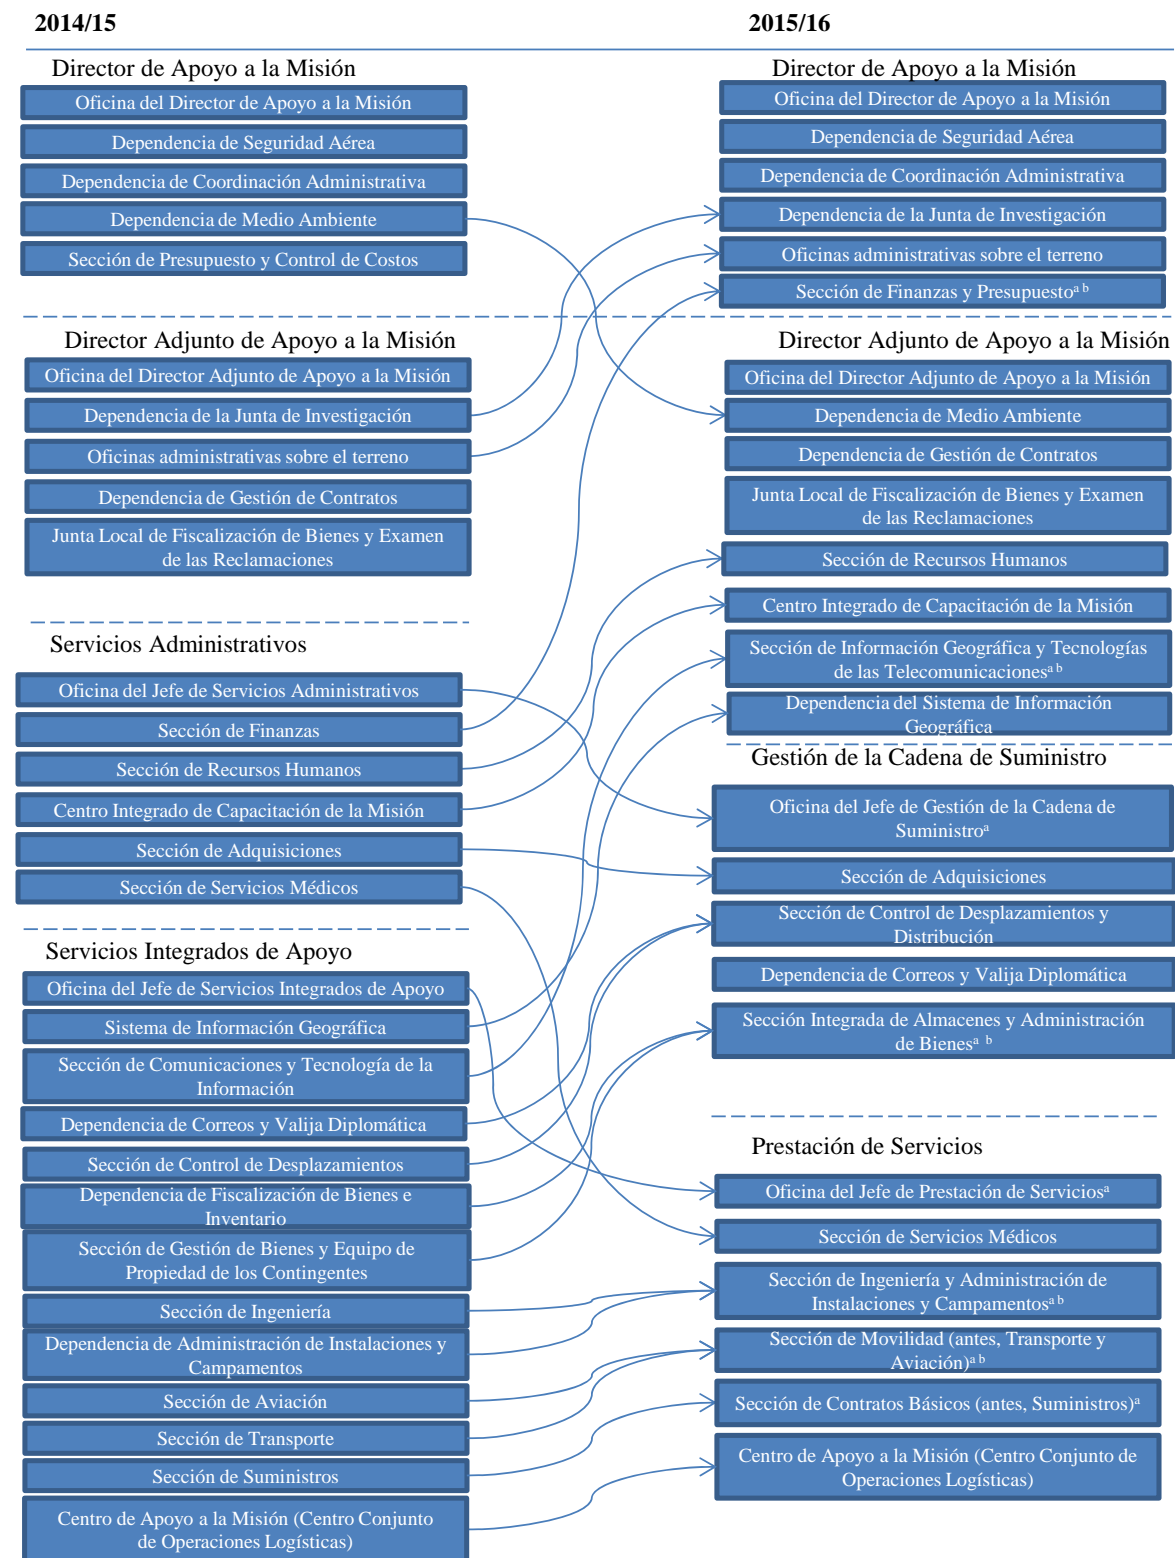 2014/15
Director de Apoyo a la Misión
Oficina del Director de Apoyo a la Misión
Dependencia de Seguridad Aérea
Dependencia de Coordinación Administrativa
Dependencia de Medio Ambiente
Sección de Presupuesto y Control de Costos
Director Adjunto de Apoyo a la Misión
Oficina del Director Adjunto de Apoyo a la Misión
Dependencia de la Junta de Investigación
Oficinas administrativas sobre el terreno
Dependencia de Gestión de Contratos
Junta Local de Fiscalización de Bienes y Examen
de las Reclamaciones
Servicios Administrativos
Oficina del Jefe de Servicios Administrativos
Sección de Finanzas
Sección de Recursos Humanos
Centro Integrado de Capacitación de la Misión
Sección de Adquisiciones
Sección de Servicios Médicos
Servicios Integrados de Apoyo
Oficina del Jefe de Servicios Integrados de Apoyo
Sistema de Información Geográfica
Sección de Comunicaciones y Tecnología de la
Información
Dependencia de Correos y Valija Diplomática
Sección de Control de Desplazamientos
Dependencia de Fiscalización de Bienes e
Inventario
Sección de Gestión de Bienes y Equipo de
Propiedad de los Contingentes
Sección de Ingeniería
Dependencia de Administración de Instalaciones y
Campamentos
Sección de Aviación
Sección de Transporte
Sección de Suministros
Centro de Apoyo a la Misión (Centro Conjunto
de Operaciones Logísticas)
2015/16
Director de Apoyo a la Misión
Oficina del Director de Apoyo a la Misión
Dependencia de Seguridad Aérea
Dependencia de Coordinación Administrativa
Dependencia de la Junta de Investigación
Oficinas administrativas sobre el terreno
Sección de Finanzas y Presupuesto a b
Director Adjunto de Apoyo a la Misión
Oficina del Director Adjunto de Apoyo a la Misión
Dependencia de Medio Ambiente
Dependencia de Gestión de Contratos
Junta Local de Fiscalización de Bienes y Examen
de las Reclamaciones
Sección de Recursos Humanos
Centro Integrado de Capacitación de la Misión
Sección de Información Geográfica y Tecnologías
de las Telecomunicaciones a b
Dependencia del Sistema de Información
Geográfica
Gestión de la Cadena de Suministro
Oficina del Jefe de Gestión de la Cadena de
Suministro a
Sección de Adquisiciones
Sección de Control de Desplazamientos y
Distribución
Dependencia de Correos y Valija Diplomática
Sección Integrada de Almacenes y Administración
de Bienes a b
Prestación de Servicios
Oficina del Jefe de Prestación de Servicios a
Sección de Servicios Médicos
Sección de Ingeniería y Administración de
Instalaciones y Campamentos a b
Sección de Movilidad (antes, Transporte y
Aviación) a b
Sección de Contratos Básicos (antes, Suministros) a
Centro de Apoyo a la Misión (Centro Conjunto de
Operaciones Logísticas)